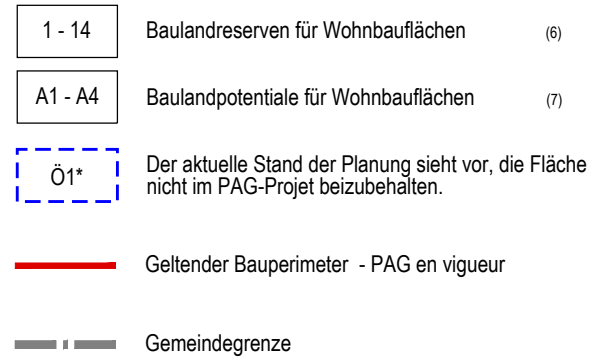 1 - 14 Baulandreserven für Wohnbauflächen (6)
A1 - A4 Baulandpotentiale für Wohnbauflächen (7)
Ö1* Der aktuelle Stand der Planung sieht vor, die Fläche
nicht im PAG-Projet beizubehalten.
Geltender Bauperimeter - PAG en vigueur
Gemeindegrenze